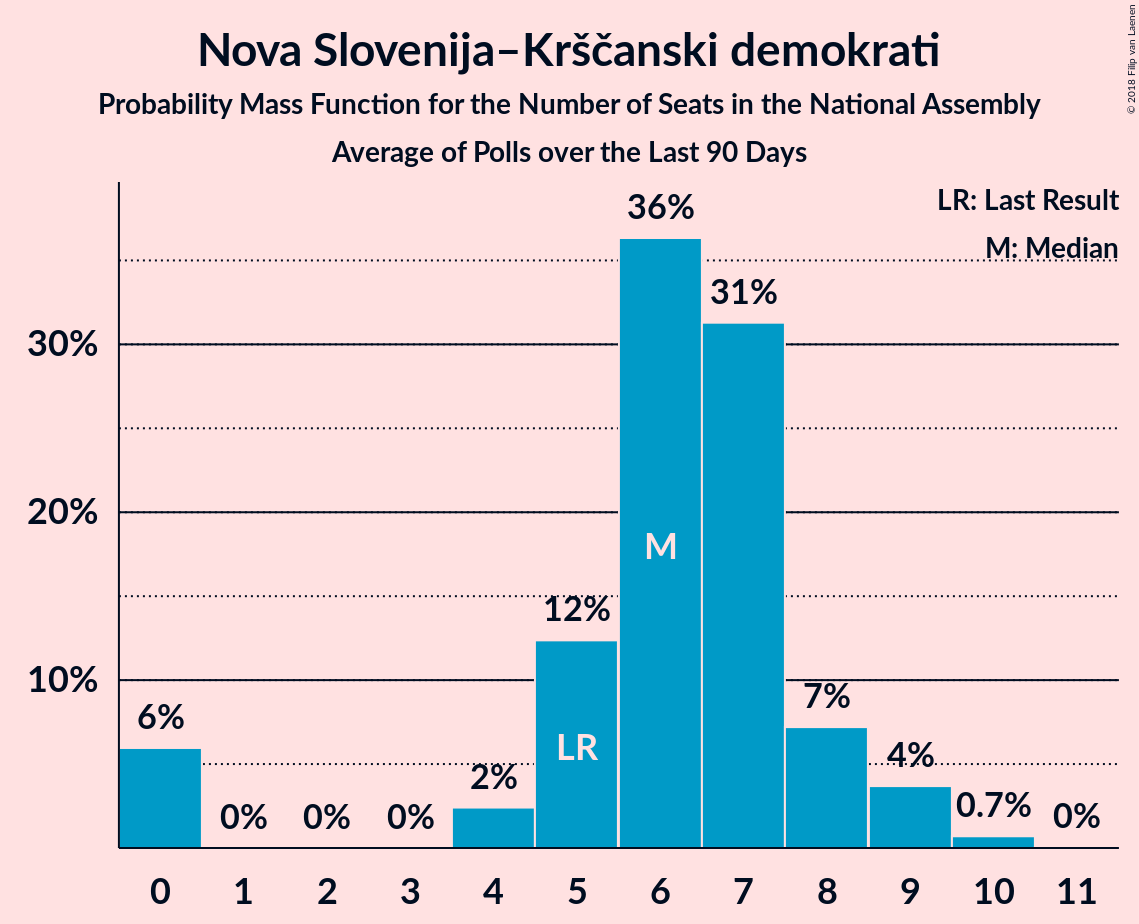 Nova Slovenija–Krščanski demokrati
Probability Mass Function for the Number of Seats in the National Assembly
Average of Polls over the Last 90 Days
© 2018 Filip van Laenen
LR: Last Result
M: Median
36%
31%
30%
20%
M
12%
10%
7%
6%
LR
4%
2%
0.7%
0%
0%
0%
0%
0 1 2 3 4 5 6 7 8 9 10 11